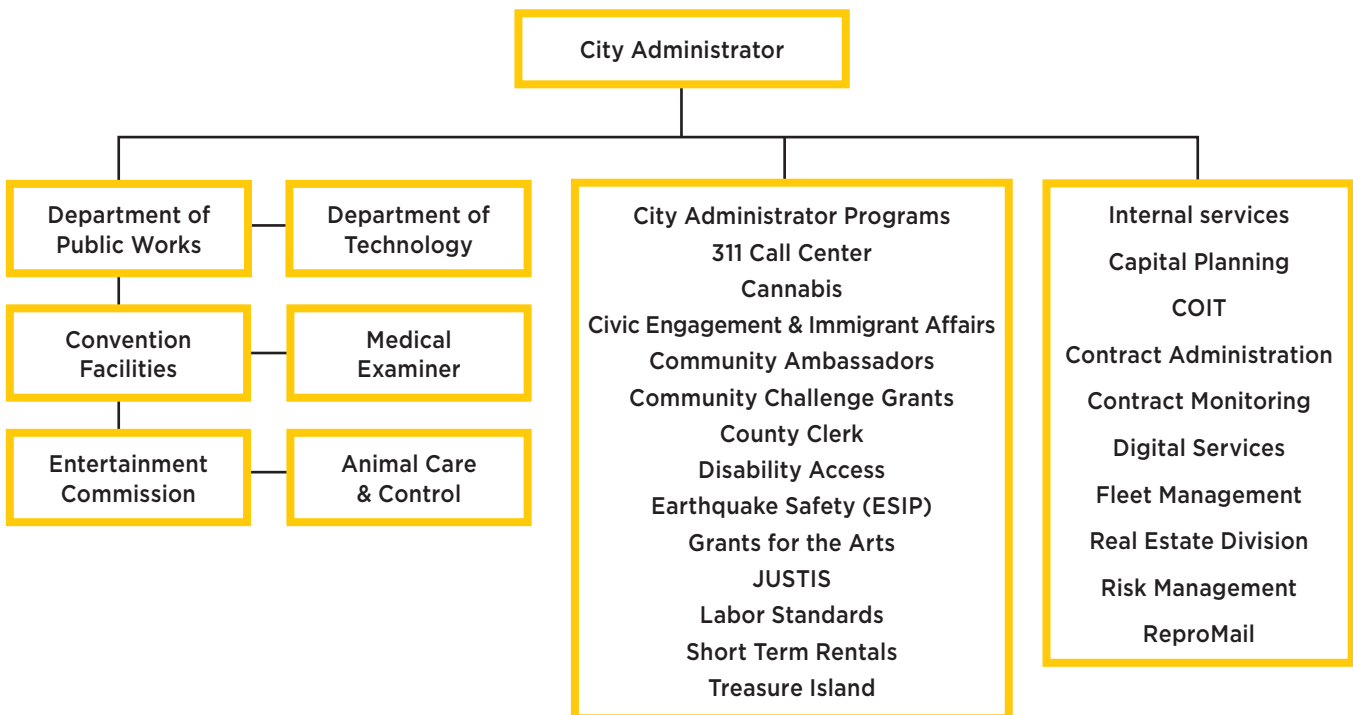 City Administrator
Department of
Public Works
Department of
Technology
Convention
Facilities
Medical
Examiner
Entertainment
Commission
Animal Care
& Control
City Administrator Programs
311 Call Center
Cannabis
Civic Engagement & Immigrant Affairs
Community Ambassadors
Community Challenge Grants
County Clerk
Disability Access
Earthquake Safety (ESIP)
Grants for the Arts
JUSTIS
Labor Standards
Short Term Rentals
Treasure Island
Internal services
Capital Planning
COIT
Contract Administration
Contract Monitoring
Digital Services
Fleet Management
Real Estate Division
Risk Management
ReproMail